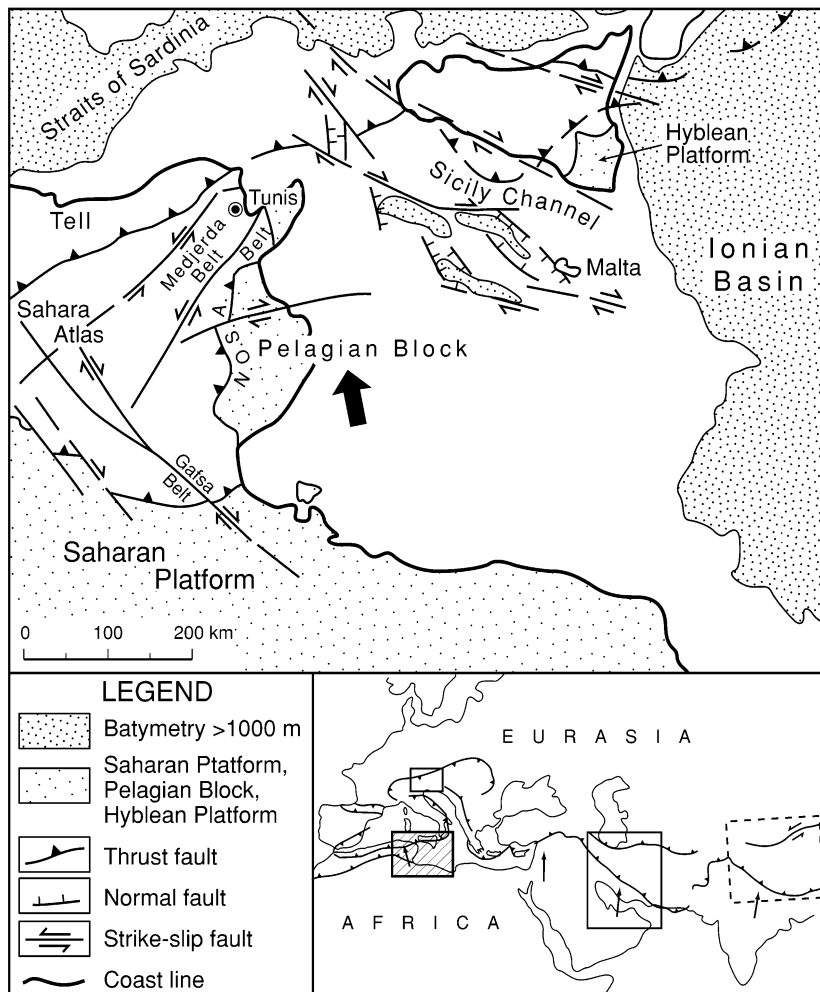 Straits of Sardinia
Hyblean
Platform
Sicily Channel
Tunis
Tell
Medjerda
Belt
Belt
Malta
Ionian
Basin
Sahara
Atlas
N.O.S.A
Pelagian Block
Gafsa
Belt
Saharan
Platform
0 100 200 km
LEGEND
Batymetry >1000 m
Saharan Ptatform,
Pelagian Block,
Hyblean Platform
Thrust fault
Normal fault
Strike-slip fault
Coast line
EURASIA
AFRICA